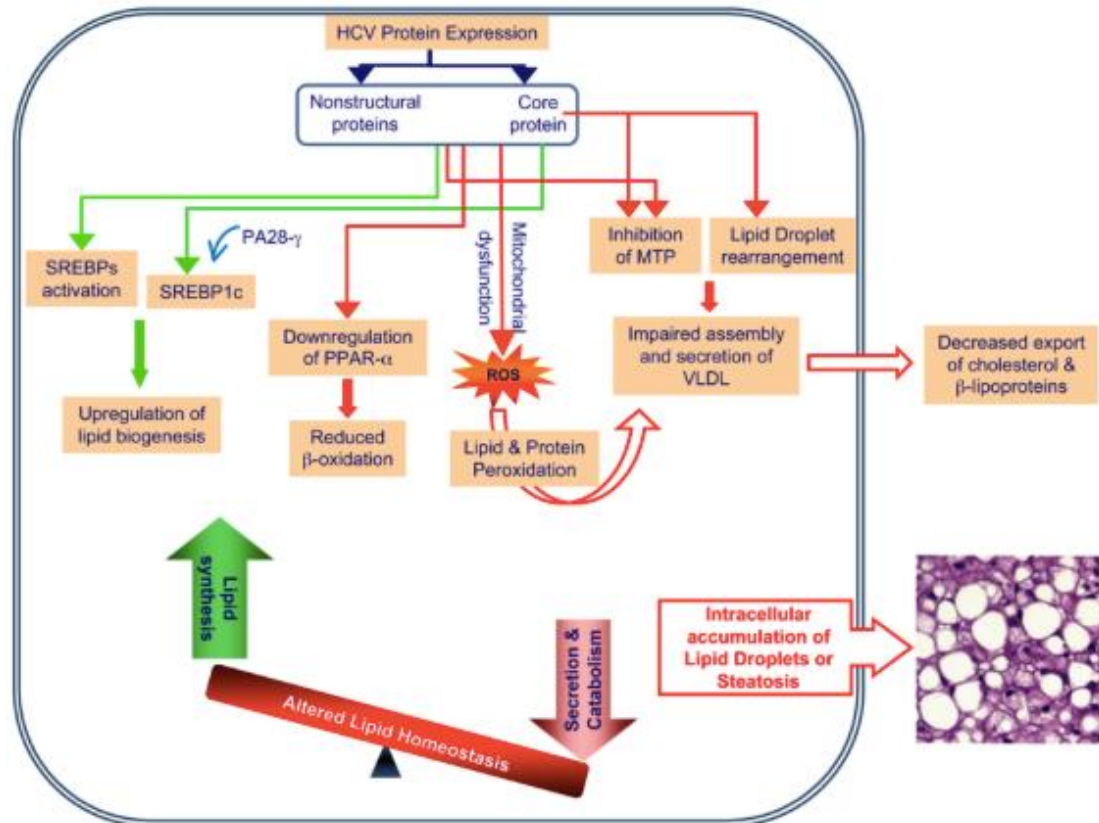 HCV Protein Expression
Nonstructural
proteins
Core
protein
PA28-γ
SREBPs
activation
SREBP1c
Mitochondrial
dysfunction
Inhibition
of MTP
Lipid Droplet
rearrangement
Downregulation
of PPAR-α
ROS
Impaired assembly
and secretion of
VLDL
Decreased export
of cholesterol &
β-lipoproteins
Upregulation of
lipid biogenesis
Reduced
β-oxidation
Lipid & Protein
Peroxidation
Lipid
synthesis
Secretion &
Catabolism
Intracellular
accumulation of
Lipid Droplets or
Steatosis
Altered Lipid Homeostasis